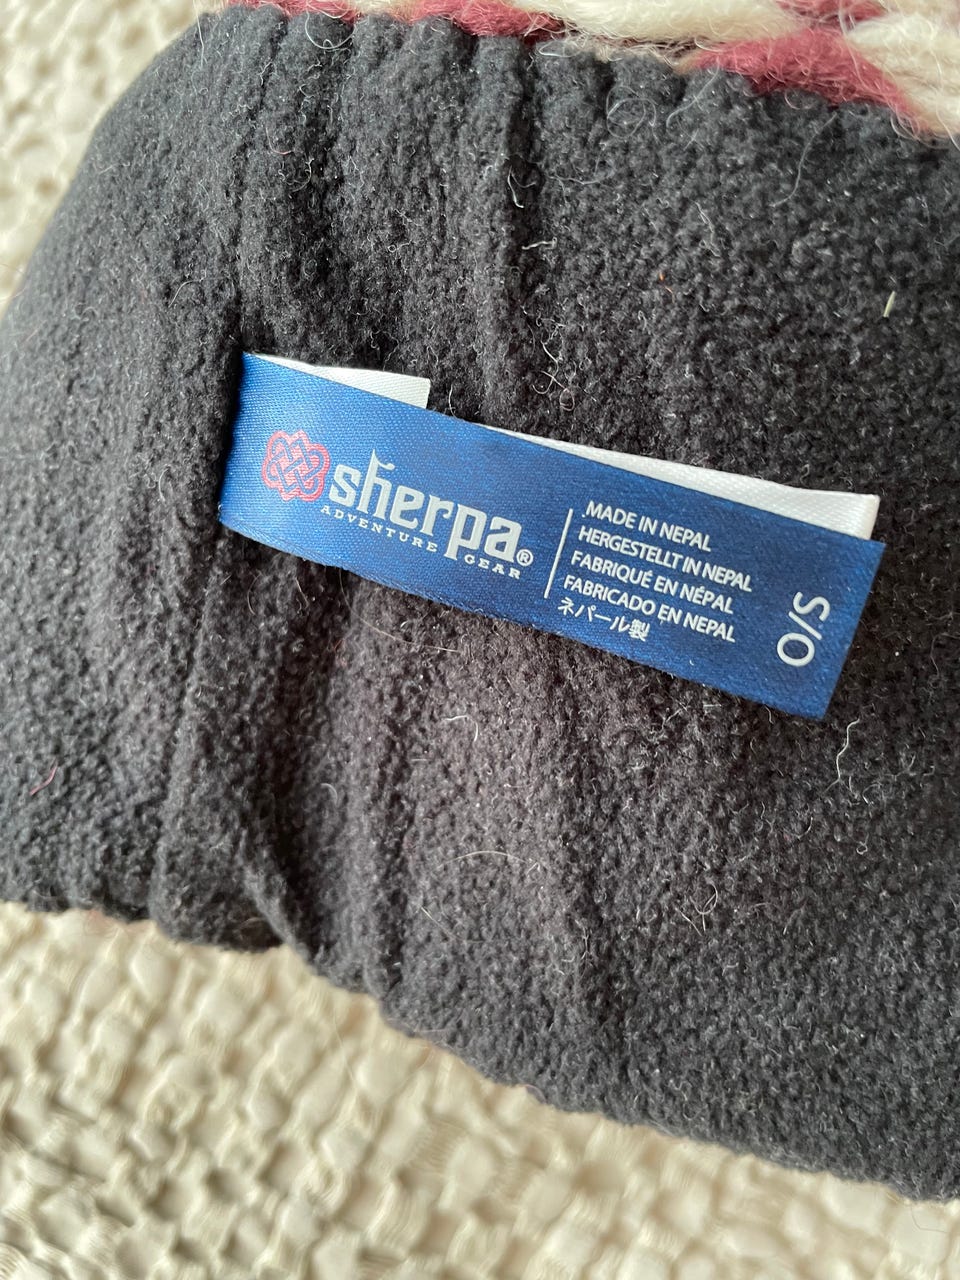 sherpa®
ADVENTURE GEAR
MADE IN NEPAL
HERGESTELLT IN NEPAL
FABRIQUÉ EN NÉPAL
FABRICADO EN NEPAL
ネパール製
S/O